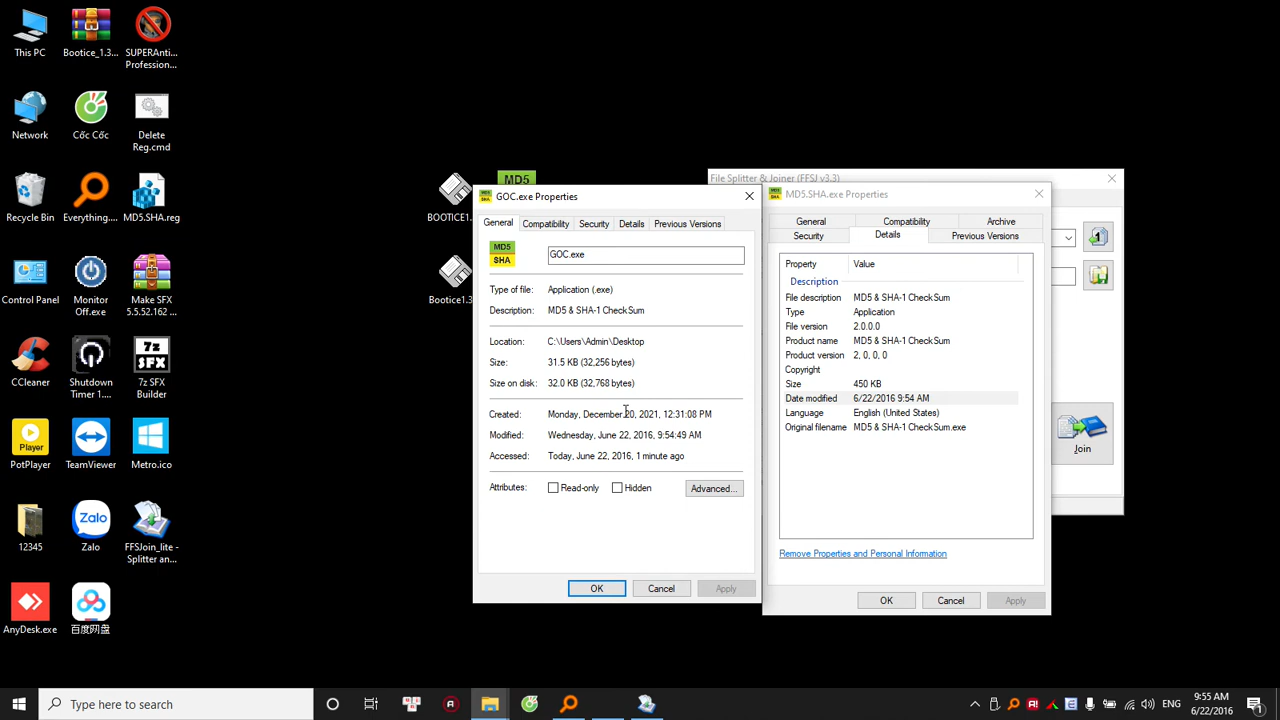 This PC
Bootice_1.3...
SUPERAnti...
Profession...
Network
Cốc Cốc
Delete
Reg.cmd
Recycle Bin
Everything....
MD5.SHA.reg
Control Panel
Monitor
Off.exe
Make SFX
5.5.52.162 ...
CCleaner
Shutdown
Timer 1....
7z SFX
Builder
Player
PotPlayer
TeamViewer
Metro.ico
12345
Zalo
Zalo
FFSJoin_lite -
Splitter an...
AnyDesk.exe
百度网盘
BOOTICE1.
Bootice1.3
MD5
File Splitter & Joiner (FFSJ v3.3)
Join
GOC.exe Properties
General
Compatibility
Security
Details
Previous Versions
MD5
SHA
GOC.exe
Type of file: Application (.exe)
Description: MD5 & SHA-1 CheckSum
Location: C:\Users\Admin\Desktop
Size: 31.5 KB (32,256 bytes)
Size on disk: 32.0 KB (32,768 bytes)
Created: Monday, December 20, 2021, 12:31:08 PM
Modified: Wednesday, June 22, 2016, 9:54:49 AM
Accessed: Today, June 22, 2016, 1 minute ago
Attributes: Read-only Hidden Advanced...
OK Cancel Apply
MD5.SHA.exe Properties
General Compatibility Archive
Security Details Previous Versions
Property Value
Description
File description MD5 & SHA-1 CheckSum
Type Application
File version 2.0.0.0
Product name MD5 & SHA-1 CheckSum
Product version 2, 0, 0, 0
Copyright
Size 450 KB
Date modified 6/22/2016 9:54 AM
Language English (United States)
Original filename MD5 & SHA-1 CheckSum.exe
Remove Properties and Personal Information
OK Cancel Apply
Type here to search
ENG
9:55 AM
6/22/2016